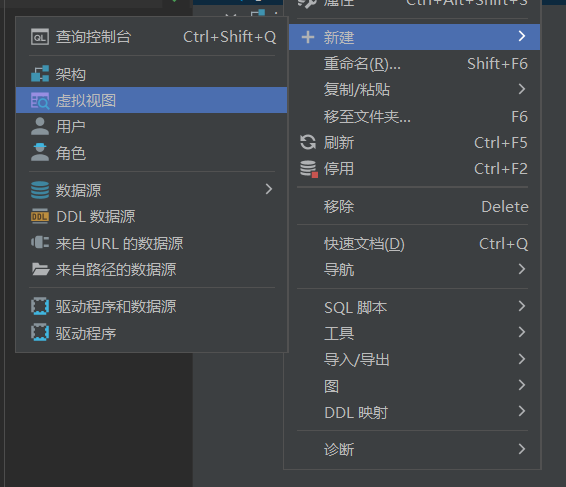 查询控制台 Ctrl+Shift+Q
架构
虚拟视图
用户
角色
数据源
DDL 数据源
来自 URL 的数据源
来自路径的数据源
驱动程序和数据源
驱动程序
属性 Ctrl+Alt+Shift+S
新建
重命名(R)... Shift+F6
复制/粘贴
移至文件夹... F6
刷新 Ctrl+F5
停用 Ctrl+F2
移除 Delete
快速文档(D) Ctrl+Q
导航
SQL 脚本
工具
导入/导出
图
DDL 映射
诊断